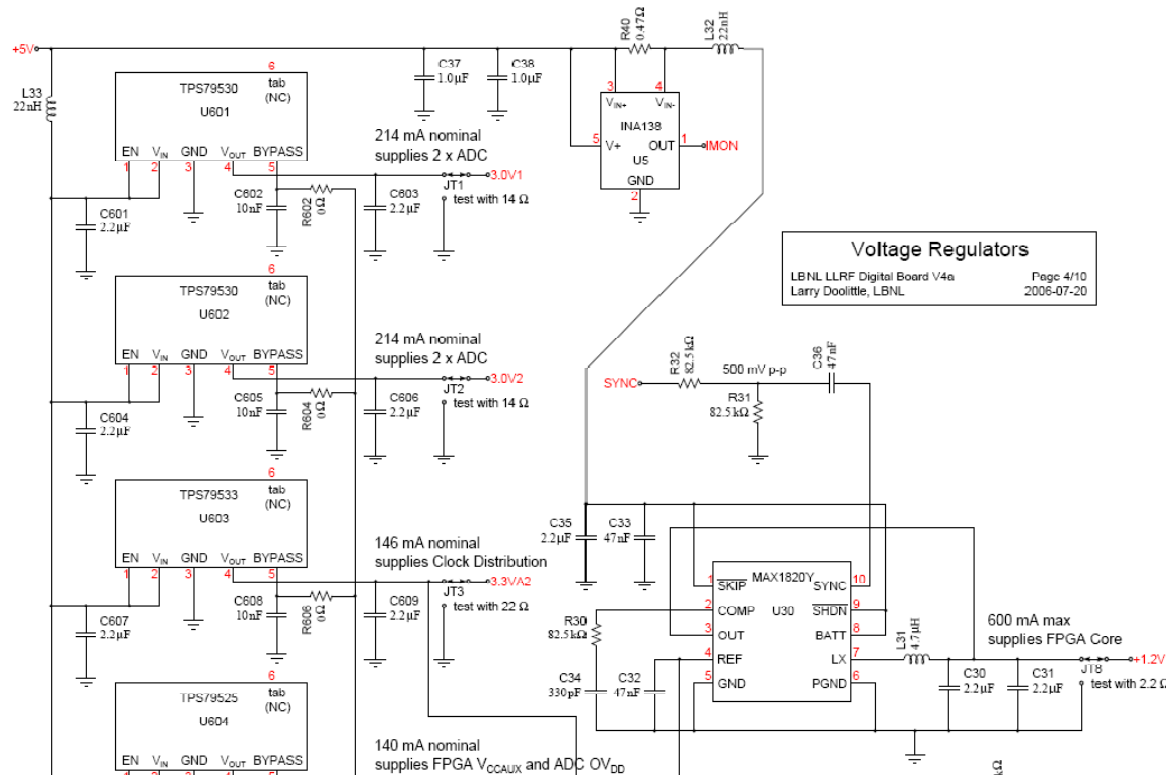 +5V
L33
22nH
6
TPS79530
tab
(NC)
U601
EN VIN GND VOUT BYPASS
1 2 3 4 5
C601
2.2µF
C602
10nF
R602
0Ω
C603
2.2µF
214 mA nominal
supplies 2 x ADC
3.0V1
JT1
test with 14 Ω
6
TPS79530
tab
(NC)
U602
EN VIN GND VOUT BYPASS
1 2 3 4 5
C604
2.2µF
C605
10nF
R604
0Ω
C606
2.2µF
214 mA nominal
supplies 2 x ADC
3.0V2
JT2
test with 14 Ω
6
TPS79533
tab
(NC)
U603
EN VIN GND VOUT BYPASS
1 2 3 4 5
C607
2.2µF
C608
10nF
R606
0Ω
C609
2.2µF
146 mA nominal
supplies Clock Distribution
3.3VA2
JT3
test with 22 Ω
6
TPS79525
tab
(NC)
U604
EN VIN GND VOUT BYPASS
140 mA nominal
supplies FPGA VCCAUX and ADC OVDD
C37
1.0µF
C38
1.0µF
R40
0.47Ω
L32
22nH
3 4
VIN+ VIN-
INA138
5 V+ OUT 1 IMON
U5
GND
2
Voltage Regulators
LBNL LLRF Digital Board V4a Page 4/10
Larry Doolittle, LBNL 2006-07-20
SYNC
R32
82.5kΩ
500 mV p-p
C36
47nF
R31
82.5kΩ
C35
2.2µF
C33
47nF
MAX1820Y
U30
1 SKIP SYNC 10
2 COMP SHDN 9
3 OUT BATT 8
4 REF LX 7
5 GND PGND 6
R30
82.5kΩ
C34
330pF
C32
47nF
L31
4.7µH
600 mA max
supplies FPGA Core
+1.2V
JT8
test with 2.2 Ω
C30
2.2µF
C31
2.2µF
kΩ